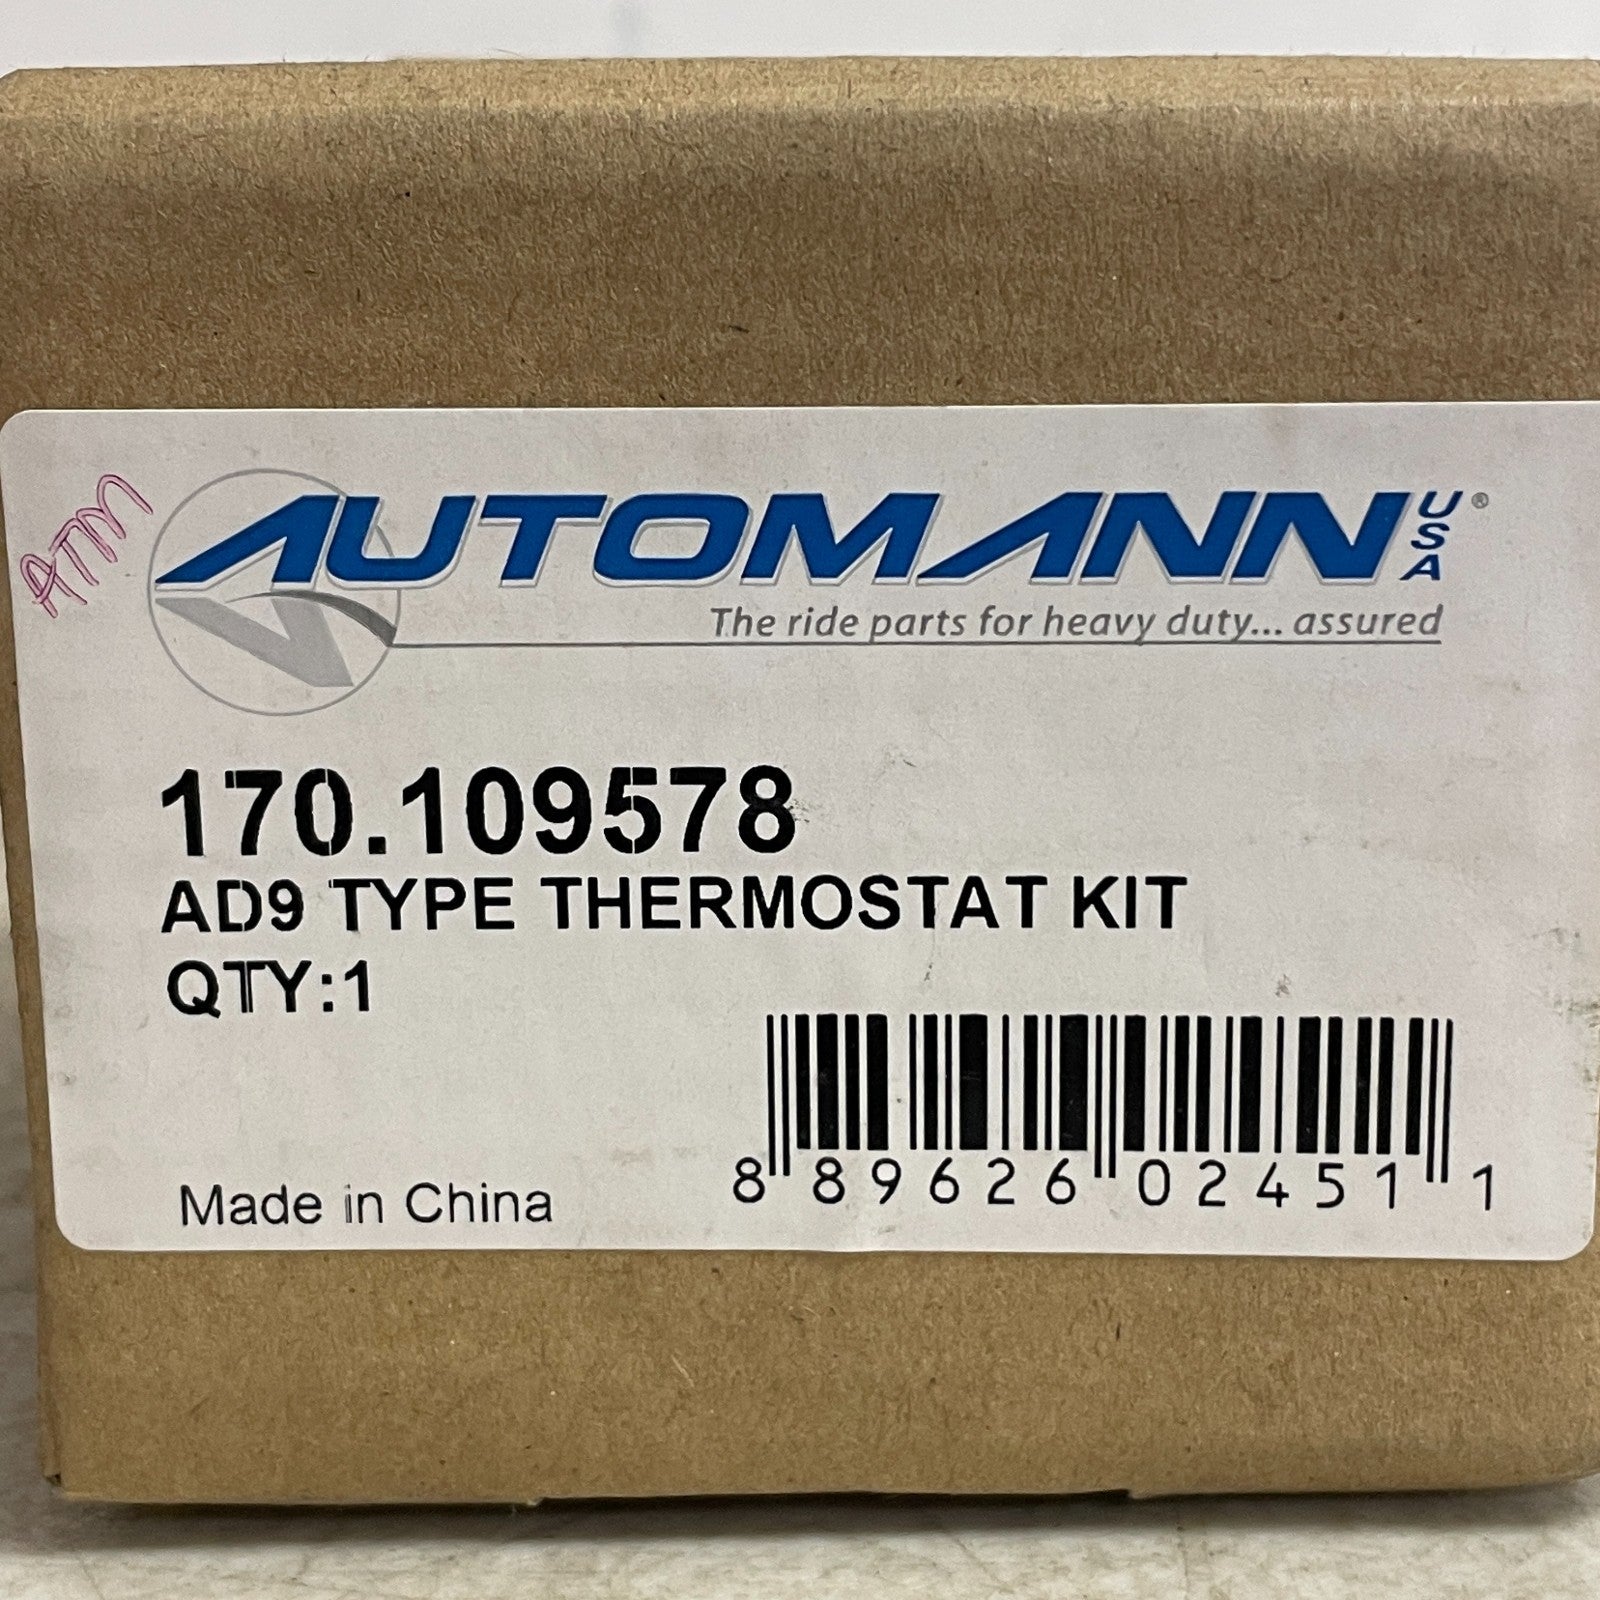 ATM
AUTOMANN USA®
The ride parts for heavy duty... assured
170.109578
AD9 TYPE THERMOSTAT KIT
QTY:1
Made in China
8 89626 02451 1